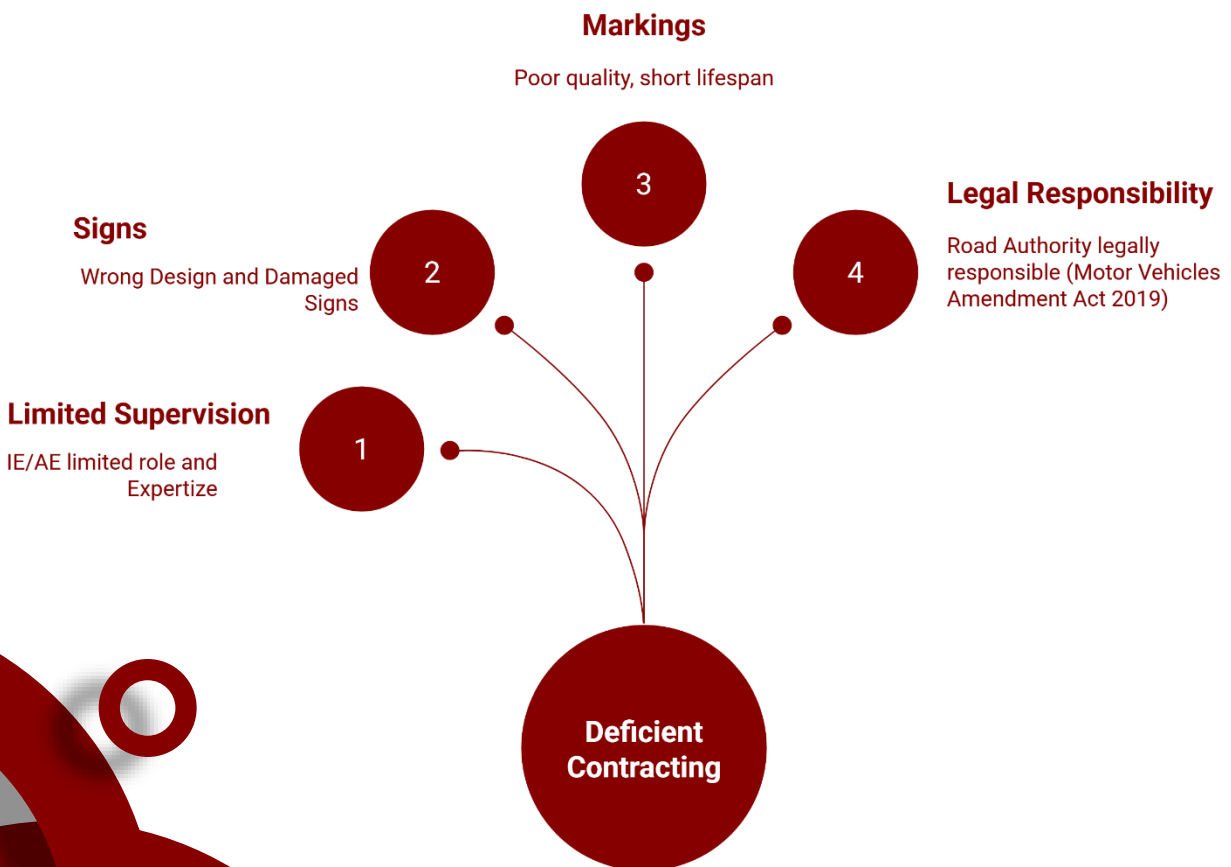 Markings
Poor quality, short lifespan
3
Legal Responsibility
Road Authority legally
responsible (Motor Vehicles
Amendment Act 2019)
4
Signs
Wrong Design and Damaged
Signs
2
Limited Supervision
IE/AE limited role and
Expertize
1
Deficient
Contracting